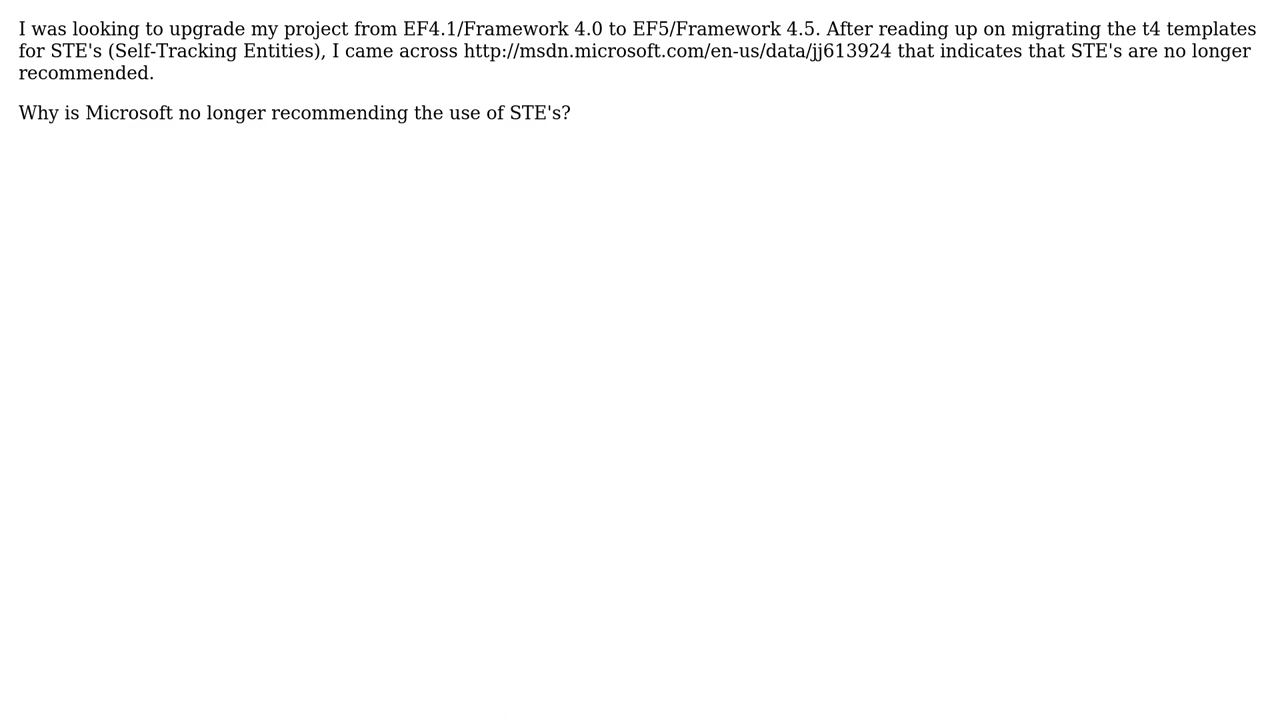 I was looking to upgrade my project from EF4.1/Framework 4.0 to EF5/Framework 4.5. After reading up on migrating the t4 templates
for STE's (Self-Tracking Entities), I came across http://msdn.microsoft.com/en-us/data/jj613924 that indicates that STE's are no longer
recommended.
Why is Microsoft no longer recommending the use of STE's?